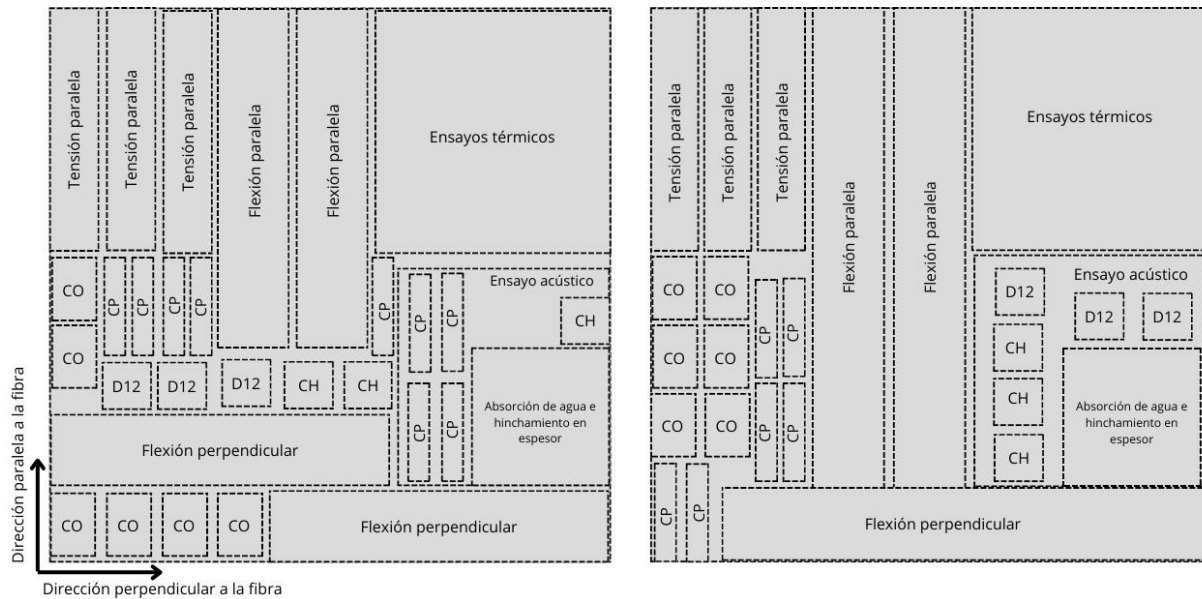 Tensión paralela
Tensión paralela
Tensión paralela
Flexión paralela
Flexión paralela
Ensayos térmicos
CO
CP
CP
CP
CP
CP
Ensayo acústico
CP
CP
CH
CO
D12
D12
D12
CH
CH
CP
CP
Absorción de agua e
hinchamiento en
espesor
Flexión perpendicular
CO
CO
CO
CO
Flexión perpendicular
Dirección paralela a la fibra
Dirección perpendicular a la fibra
Tensión paralela
Tensión paralela
Tensión paralela
Flexión paralela
Flexión paralela
Ensayos térmicos
CO
CO
Ensayo acústico
D12
D12
D12
CP
CP
CO
CO
CH
CH
CH
CO
CO
CP
CP
Absorción de agua e
hinchamiento en
espesor
CP
CP
Flexión perpendicular